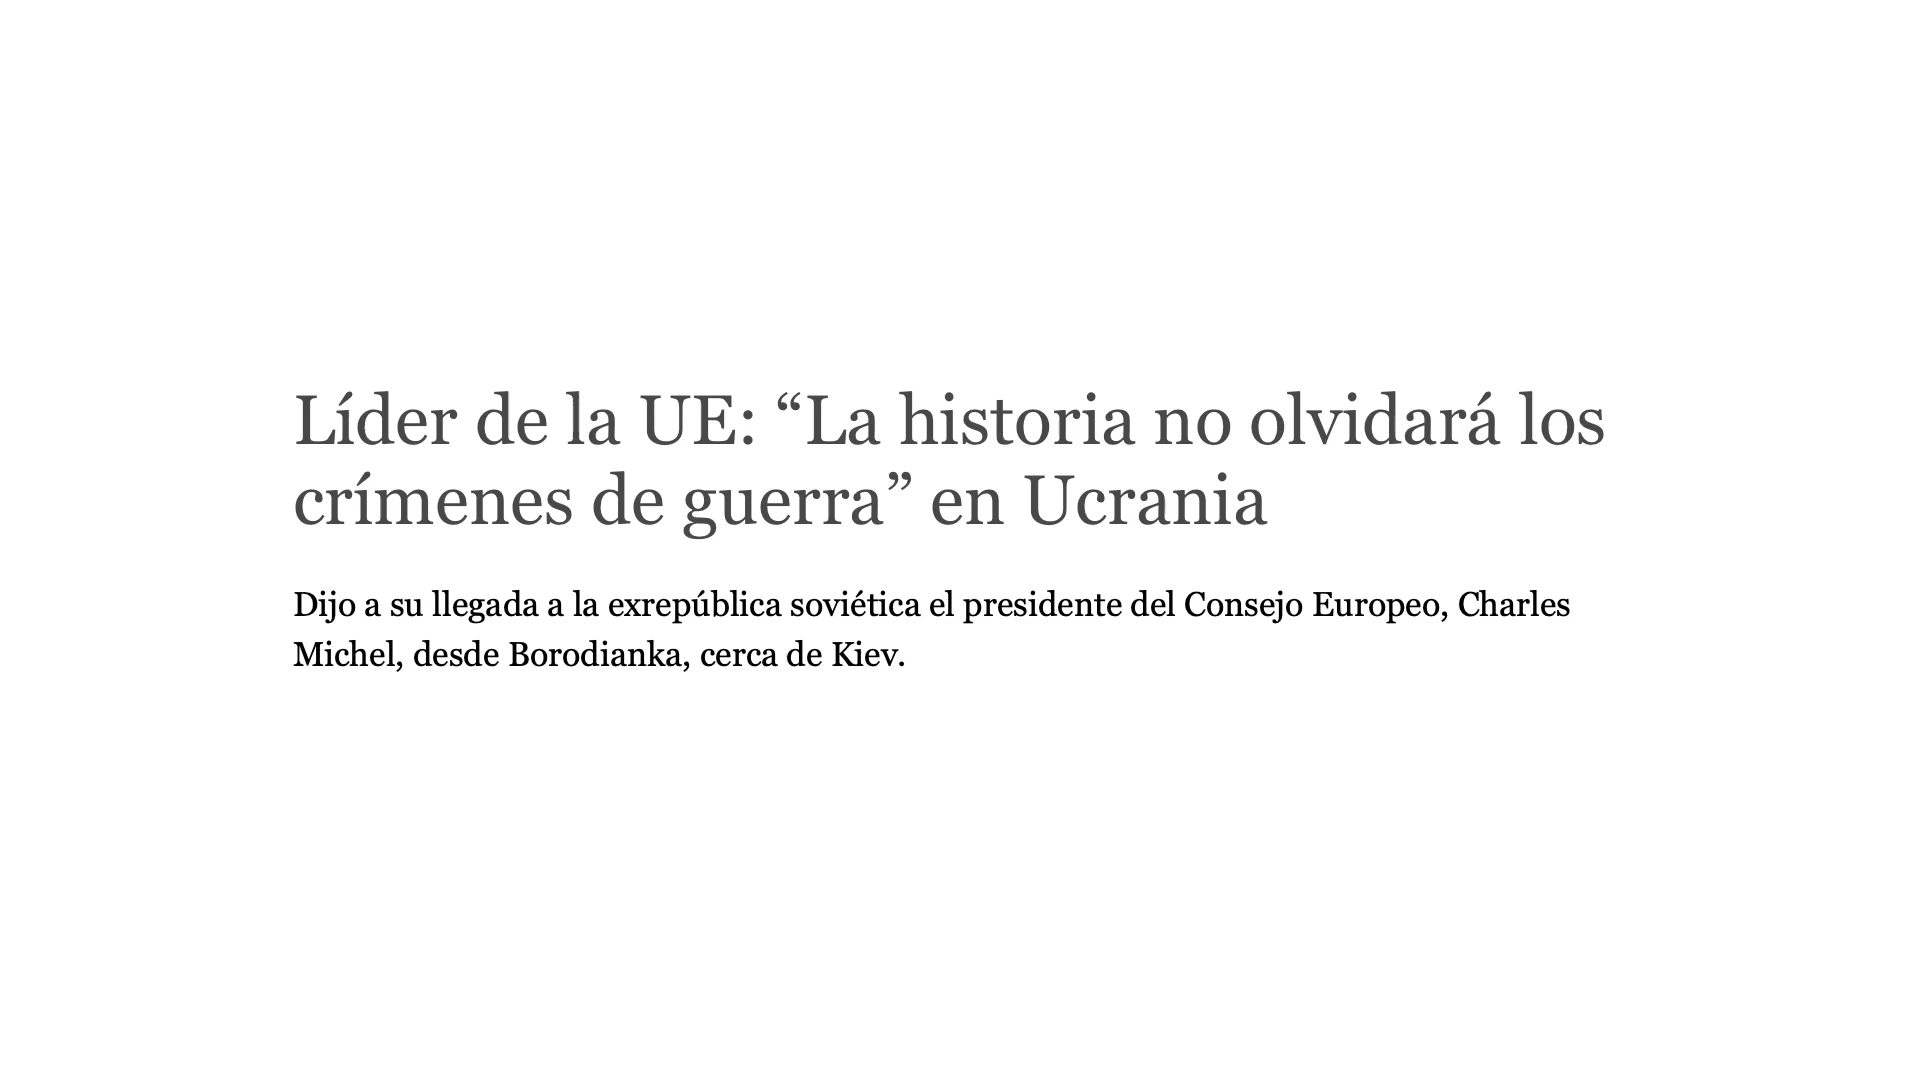 Líder de la UE: “La historia no olvidará los
crímenes de guerra” en Ucrania
Dijo a su llegada a la exrepública soviética el presidente del Consejo Europeo, Charles
Michel, desde Borodianka, cerca de Kiev.